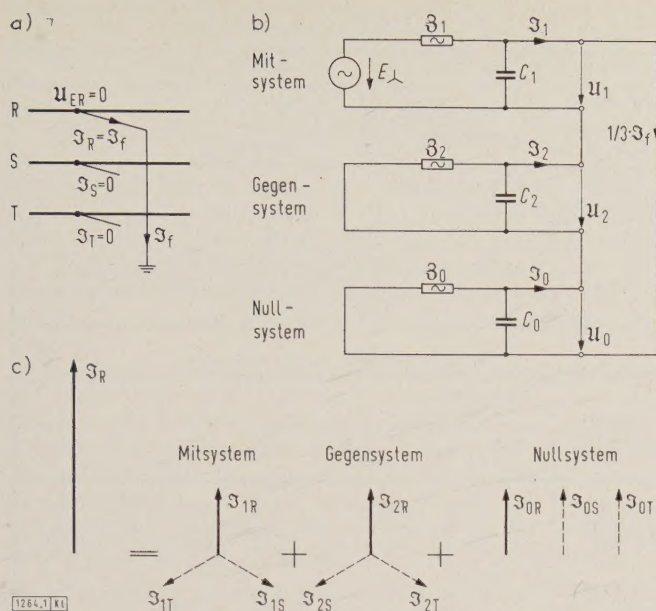 a)
U_ER=0
R
I_R=I_f
S
I_S=0
T
I_T=0
I_f
b)
Mit-
system
E⅄
Z_1
C_1
I_1
U_1
1/3·I_f
Gegen-
system
Z_2
C_2
I_2
U_2
Null-
system
Z_0
C_0
I_0
U_0
c)
I_R
Mitsystem
Gegensystem
Nullsystem
=
I_1R
I_1T
I_1S
+
I_2R
I_2S
I_2T
+
I_0R
I_0S
I_0T
1264.1 Kl